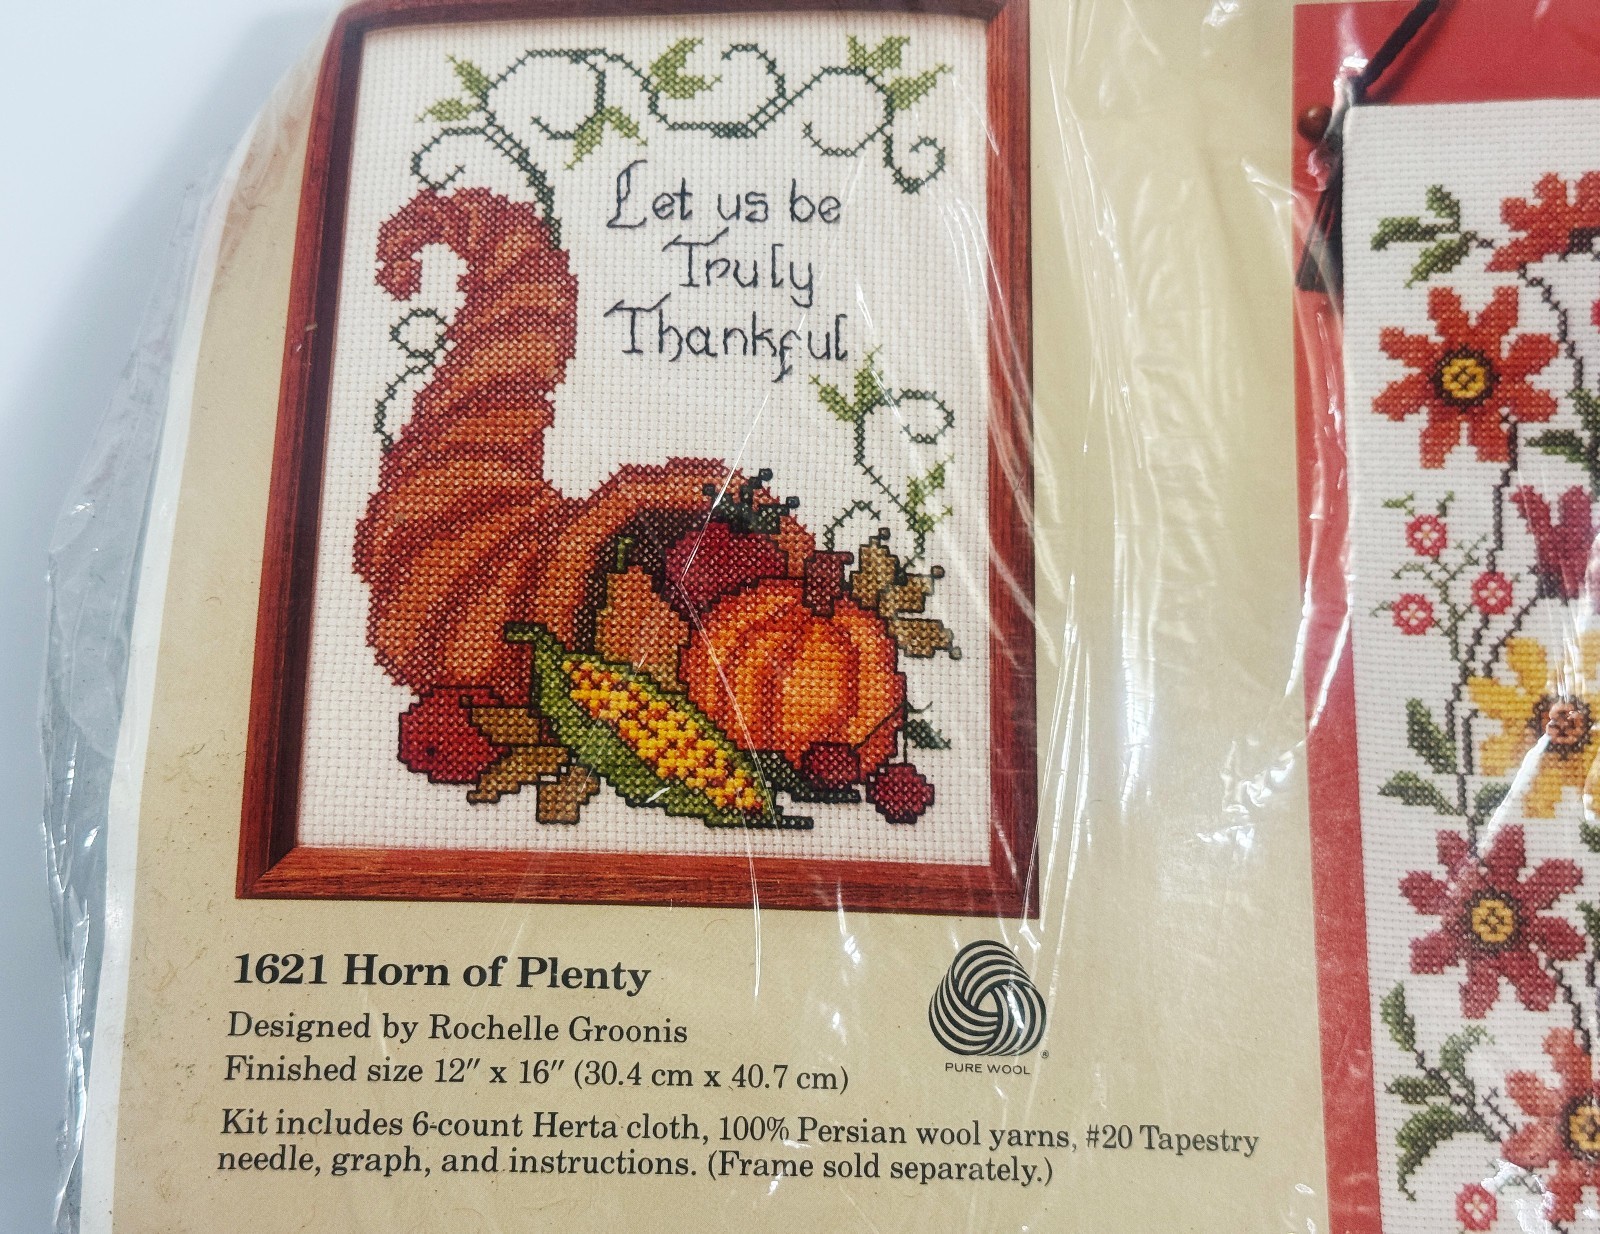 Let us be
Truly
Thankful
1621 Horn of Plenty
Designed by Rochelle Groonis
Finished size 12″ x 16″ (30.4 cm x 40.7 cm)
PURE WOOL
®
Kit includes 6-count Herta cloth, 100% Persian wool yarns, #20 Tapestry
needle, graph, and instructions. (Frame sold separately.)